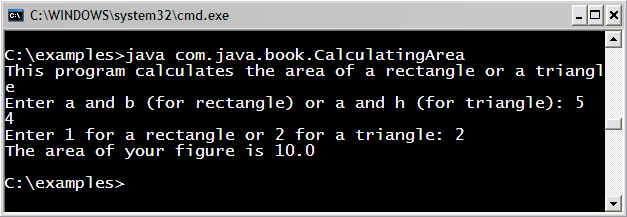 C:\WINDOWS\system32\cmd.exe
C:\examples>java com.java.book.CalculatingArea
This program calculates the area of a rectangle or a triangl
e
Enter a and b (for rectangle) or a and h (for triangle): 5
4
Enter 1 for a rectangle or 2 for a triangle: 2
The area of your figure is 10.0
C:\examples>